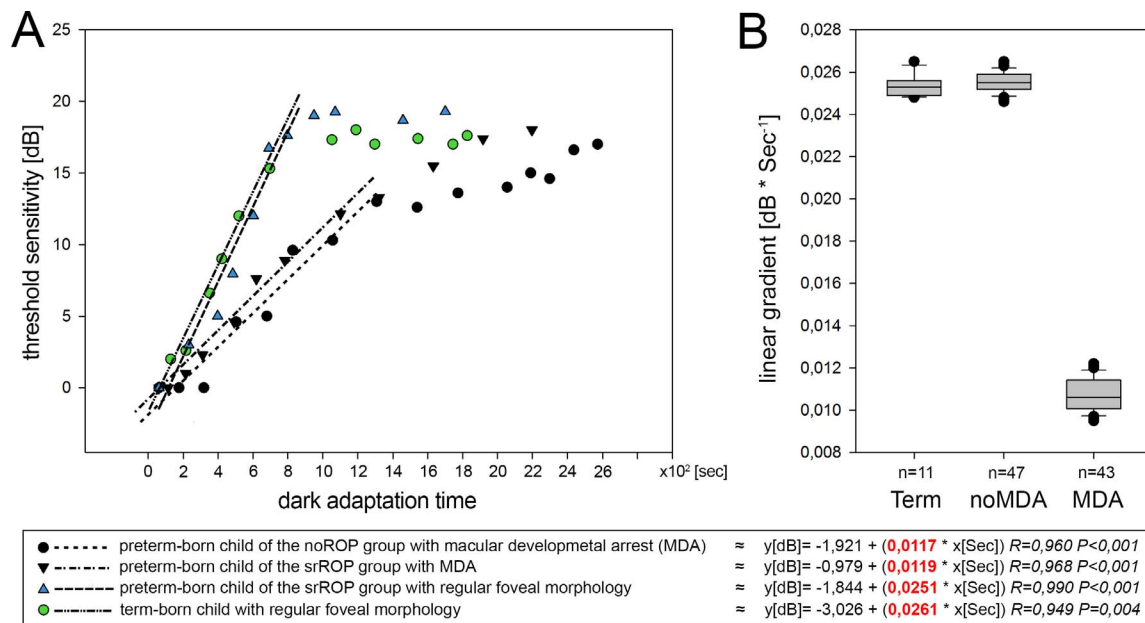 A
25
20
15
10
5
0
threshold sensitivity [dB]
0 2 4 6 8 10 12 14 16 18 20 22 24 26 x10² [sec]
dark adaptation time
B
0,028
0,026
0,024
0,022
0,020
0,018
0,016
0,014
0,012
0,010
0,008
linear gradient [dB * Sec⁻¹]
n=11 n=47 n=43
Term noMDA MDA
preterm-born child of the noROP group with macular developmetal arrest (MDA) ≈ y[dB]= -1,921 + (0,0117 * x[Sec]) R=0,960 P<0,001
preterm-born child of the srROP group with MDA ≈ y[dB]= -0,979 + (0,0119 * x[Sec]) R=0,968 P<0,001
preterm-born child of the srROP group with regular foveal morphology ≈ y[dB]= -1,844 + (0,0251 * x[Sec]) R=0,990 P<0,001
term-born child with regular foveal morphology ≈ y[dB]= -3,026 + (0,0261 * x[Sec]) R=0,949 P=0,004